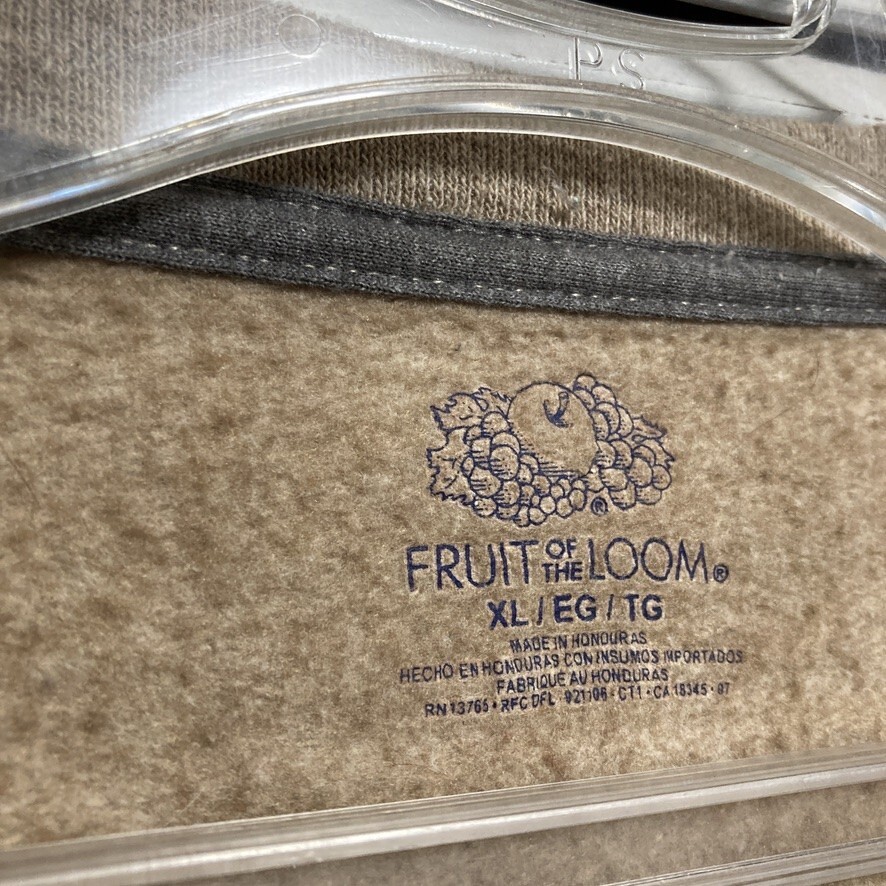 PS
®
FRUIT OF THE LOOM®
XL / EG / TG
MADE IN HONDURAS
HECHO EN HONDURAS CON INSUMOS IMPORTADOS
FABRIQUE AU HONDURAS
RN 13765 • RFC DFL 921106 • CT1 • CA 18345 • 07